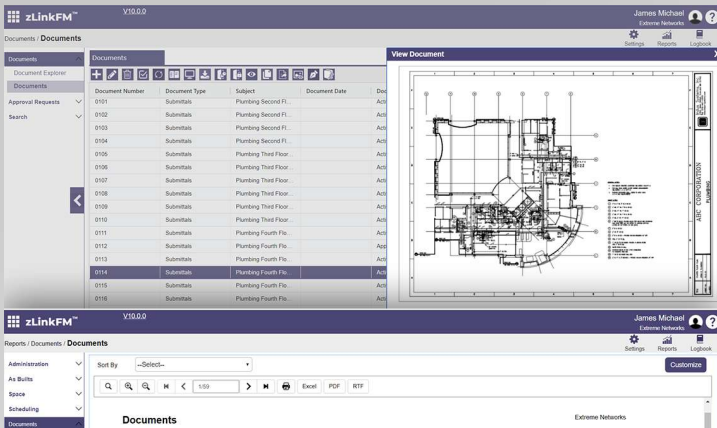 zLinkFM™ V10.0.0 James Michael
Extreme Networks
Documents / Documents Settings Reports Logbook
Documents Documents View Document X
Document Explorer
Documents Document Number Document Type Subject Document Date
Approval Requests 0101 Submittals Plumbing Second Fl...
Search 0102 Submittals Plumbing Second Fl...
0103 Submittals Plumbing Second Fl...
0104 Submittals Plumbing Second Fl...
0105 Submittals Plumbing Third Floor...
0106 Submittals Plumbing Third Floor...
0107 Submittals Plumbing Third Floor...
0108 Submittals Plumbing Third Floor...
0109 Submittals Plumbing Third Floor...
0110 Submittals Plumbing Third Floor...
0111 Submittals Plumbing Fourth Flo...
0112 Submittals Plumbing Fourth Flo...
0113 Submittals Plumbing Fourth Flo...
0114 Submittals Plumbing Fourth Flo...
0115 Submittals Plumbing Fourth Flo...
0116 Submittals Plumbing Fourth Flo...
ABC CORPORATION
PLUMBING
zLinkFM™ V10.0.0 James Michael
Extreme Networks
Reports / Documents / Documents Settings Reports Logbook
Administration Sort By --Select-- Customize
As Builts
Space 1/59 Excel PDF RTF
Scheduling
Documents Documents Extreme Networks